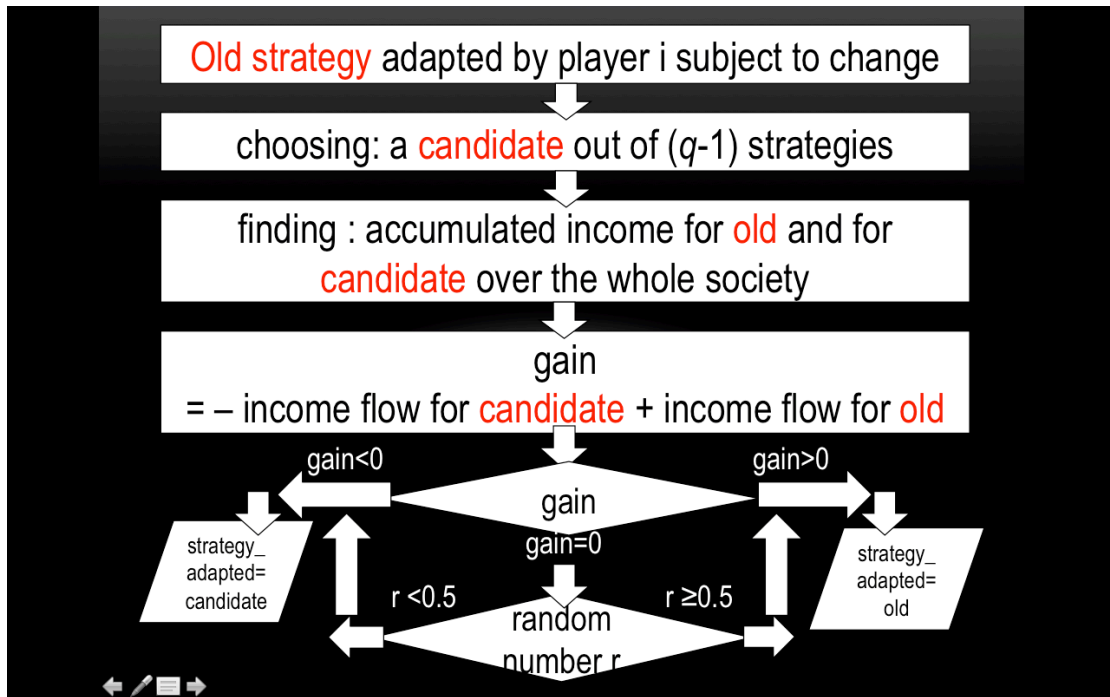 Old strategy adapted by player i subject to change
choosing: a candidate out of (q-1) strategies
finding : accumulated income for old and for
candidate over the whole society
gain
= – income flow for candidate + income flow for old
gain<0
gain>0
gain
gain=0
strategy_
adapted=
candidate
strategy_
adapted=
old
r <0.5
r ≥0.5
random
number r